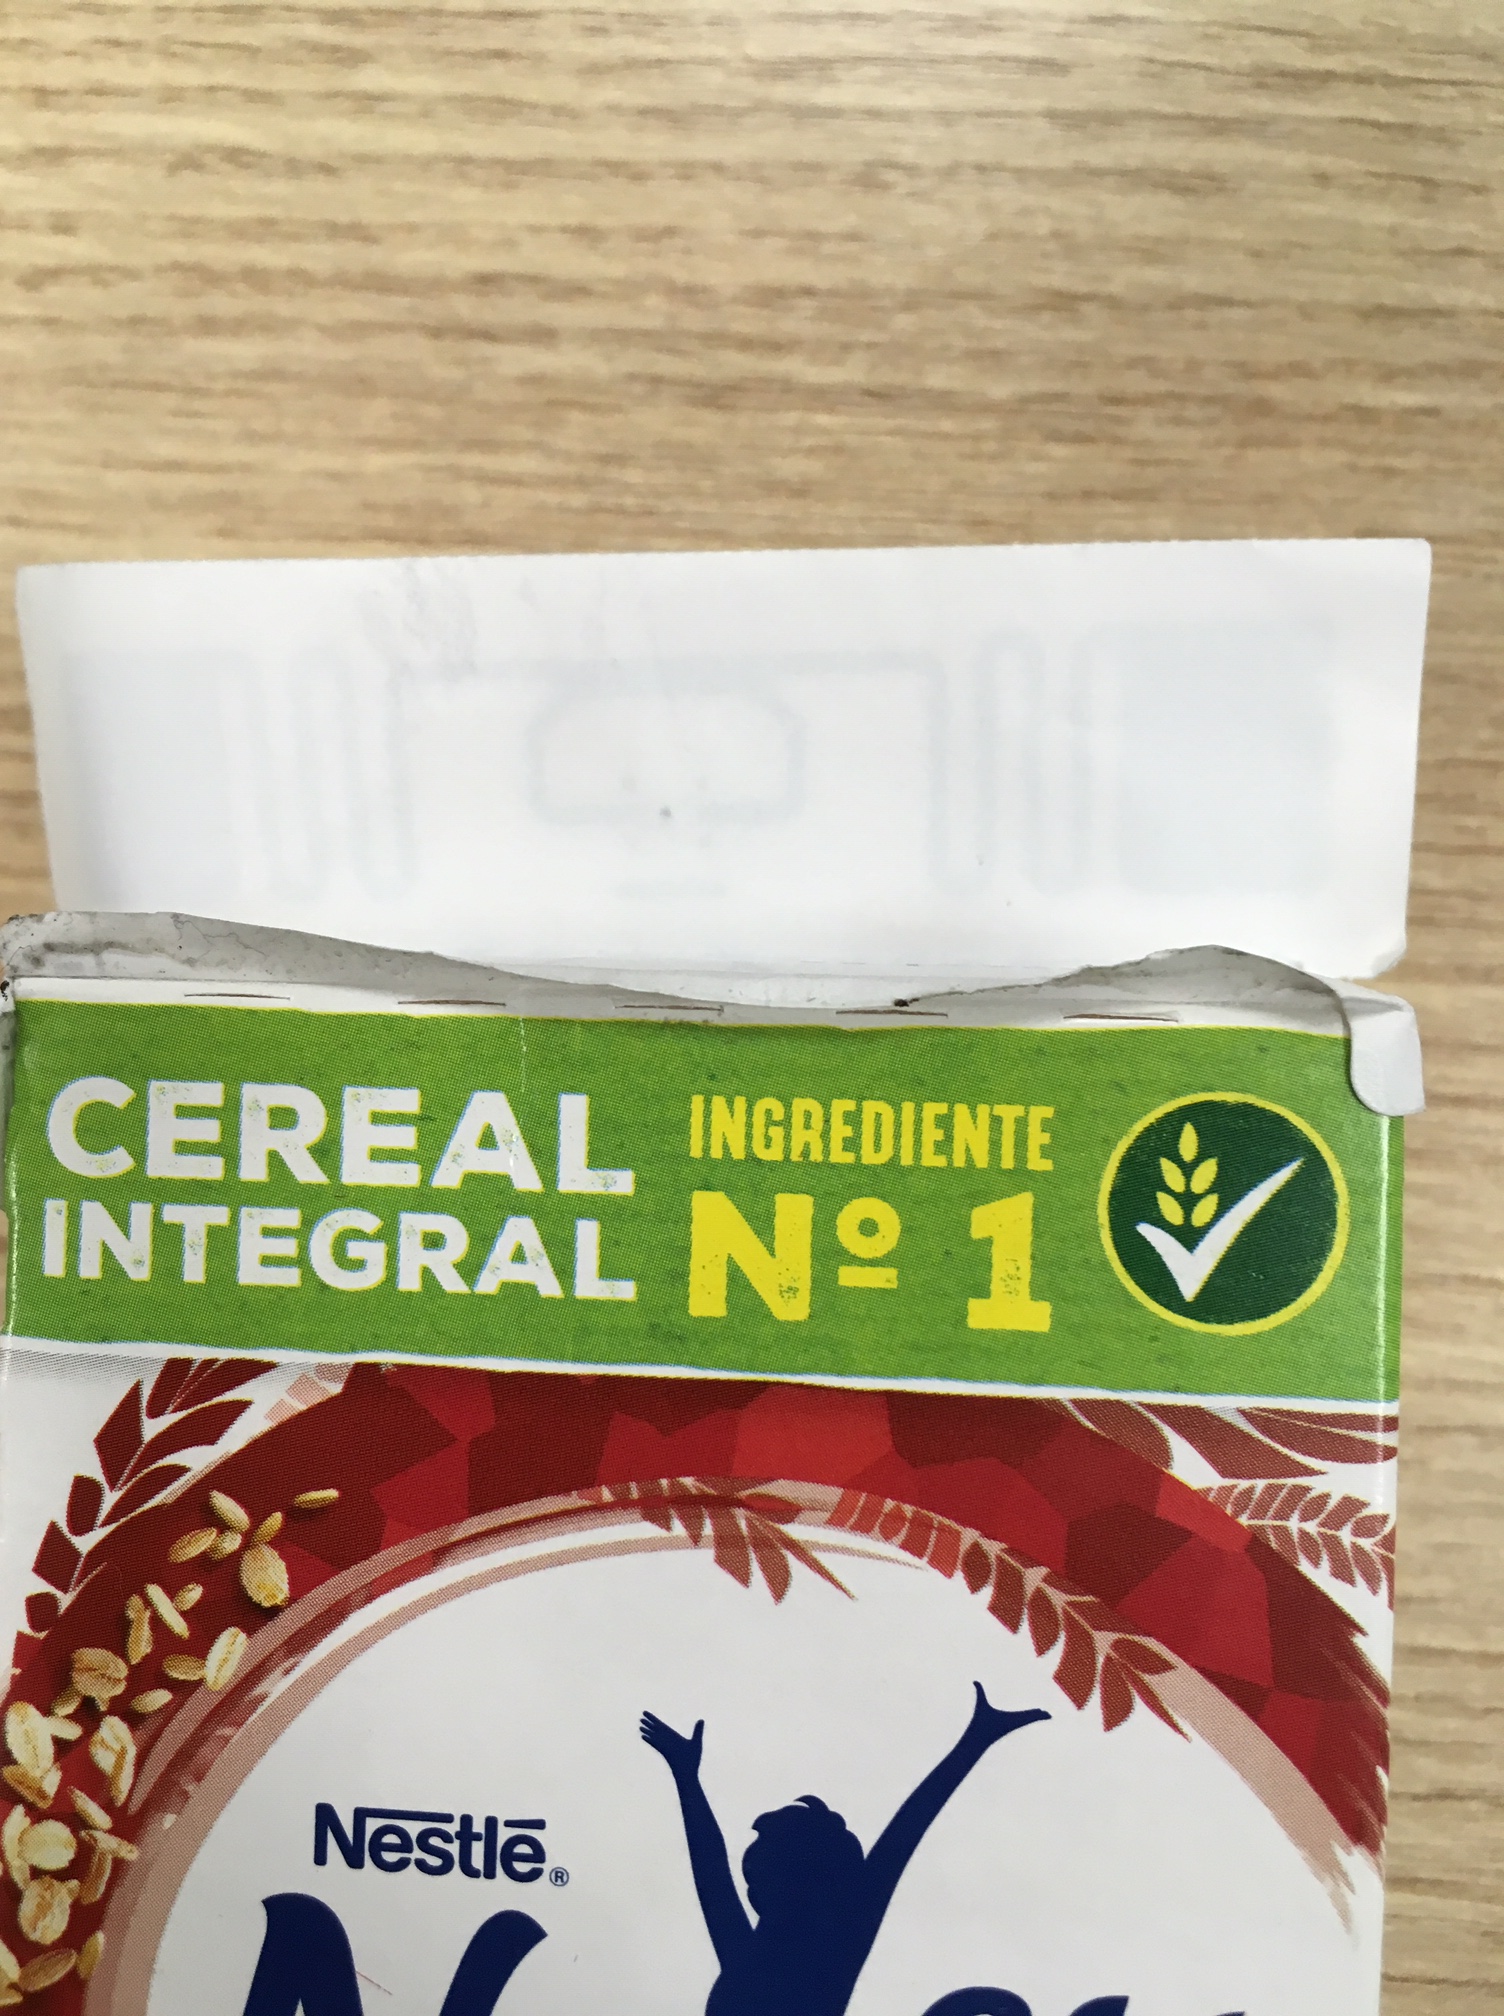 CEREAL
INTEGRAL
INGREDIENTE
Nº 1
Nestlé®